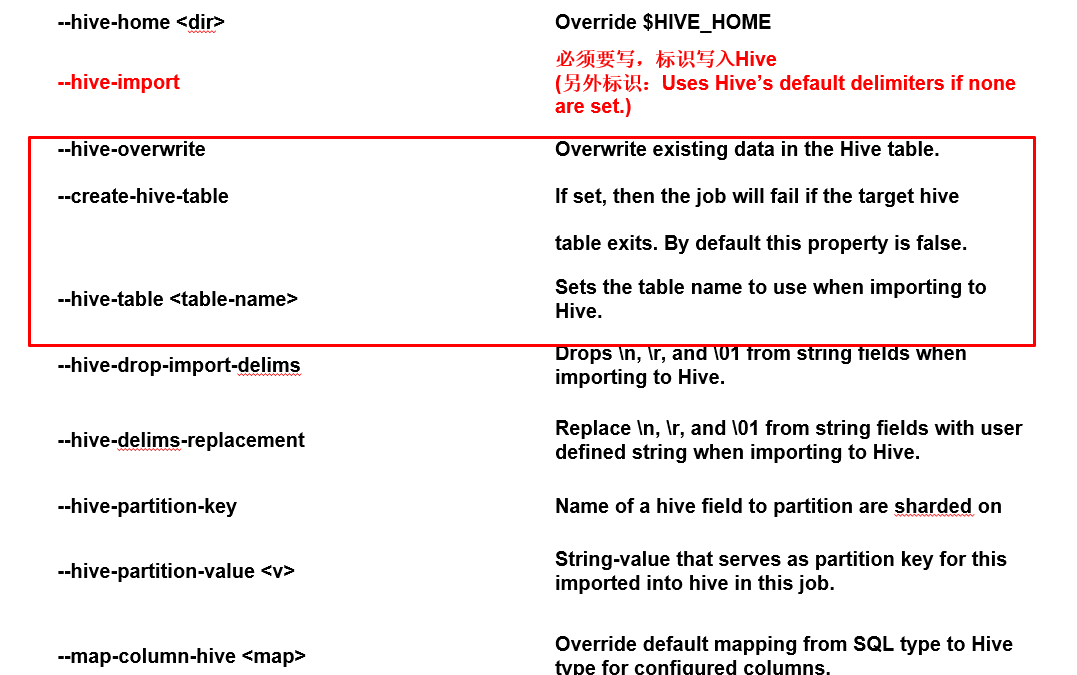 --hive-home <dir> Override $HIVE_HOME
--hive-import
必须要写，标识写入Hive
(另外标识：Uses Hive’s default delimiters if none
are set.)
--hive-overwrite Overwrite existing data in the Hive table.
--create-hive-table If set, then the job will fail if the target hive
table exits. By default this property is false.
--hive-table <table-name>
Sets the table name to use when importing to
Hive.
--hive-drop-import-delims
Drops \n, \r, and \01 from string fields when
importing to Hive.
--hive-delims-replacement
Replace \n, \r, and \01 from string fields with user
defined string when importing to Hive.
--hive-partition-key Name of a hive field to partition are sharded on
--hive-partition-value <v>
String-value that serves as partition key for this
imported into hive in this job.
--map-column-hive <map>
Override default mapping from SQL type to Hive
type for configured columns.